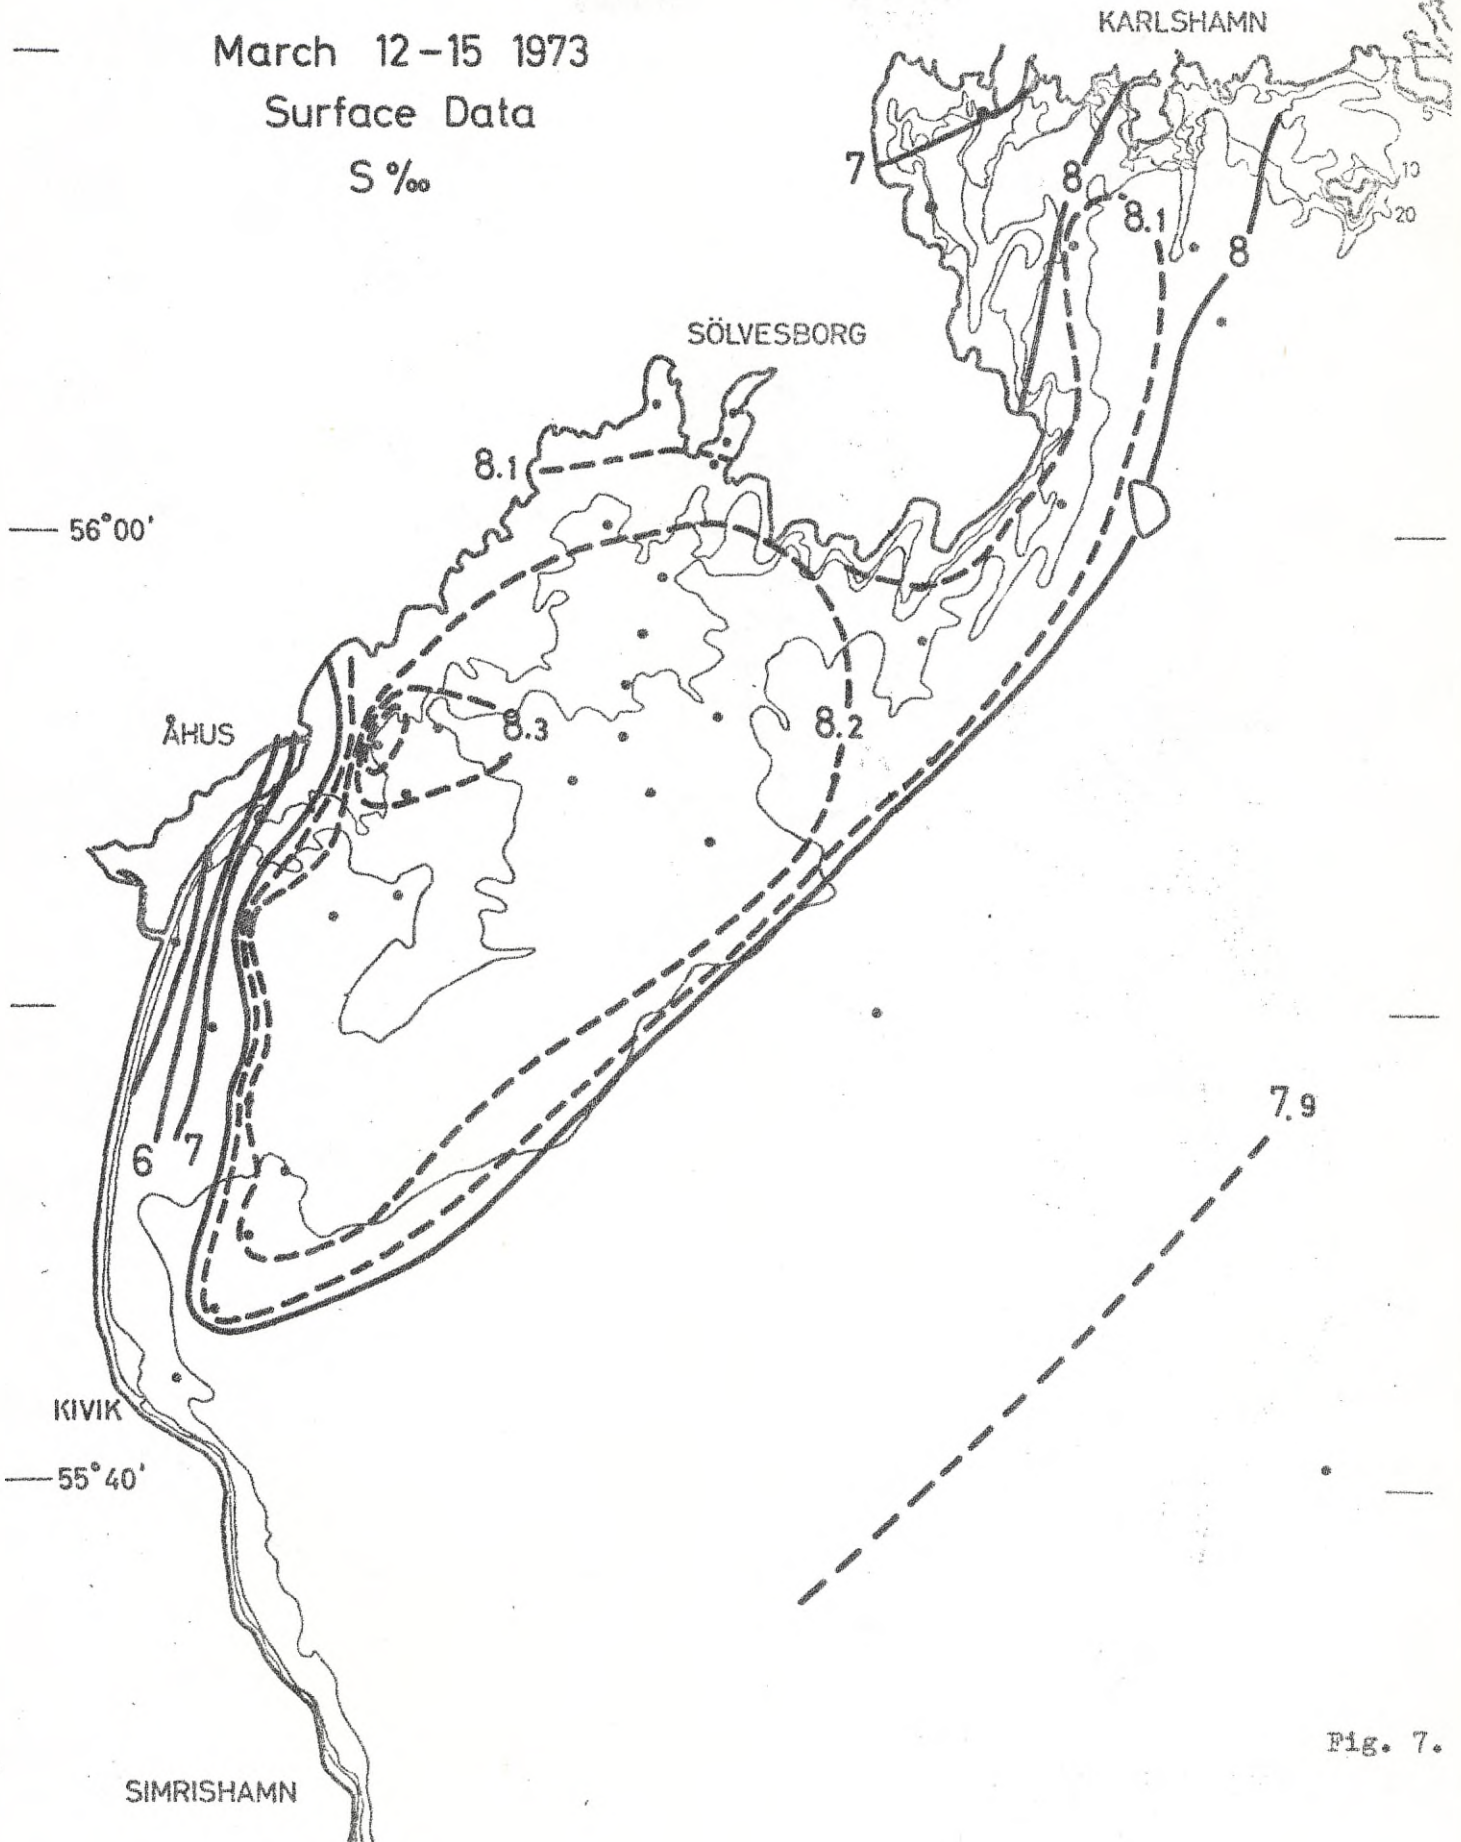 March 12-15 1973
Surface Data
S ‰
KARLSHAMN
7
8
8.1
8
10
20
SÖLVESBORG
8.1
56°00'
ÅHUS
8.3
8.2
6
7
7.9
KIVIK
55°40'
SIMRISHAMN
Fig. 7.